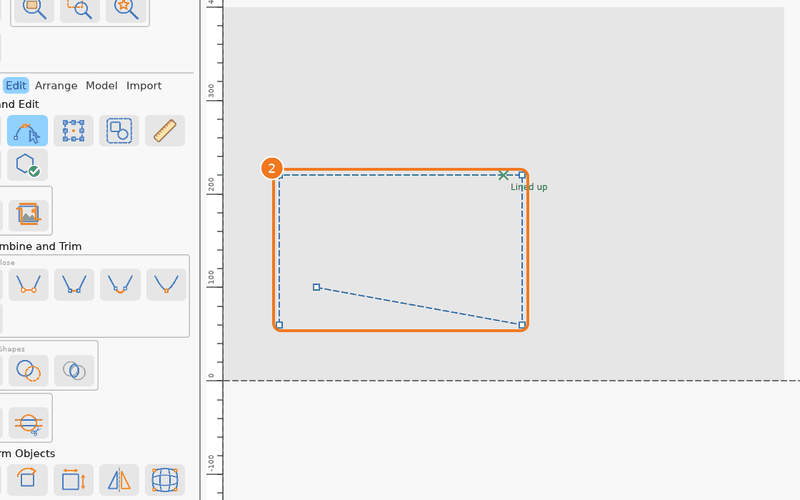 Edit Arrange Model Import
nd Edit
mbine and Trim
lose
Shapes
rm Objects
300
200
100
0
-100
2
Lined up